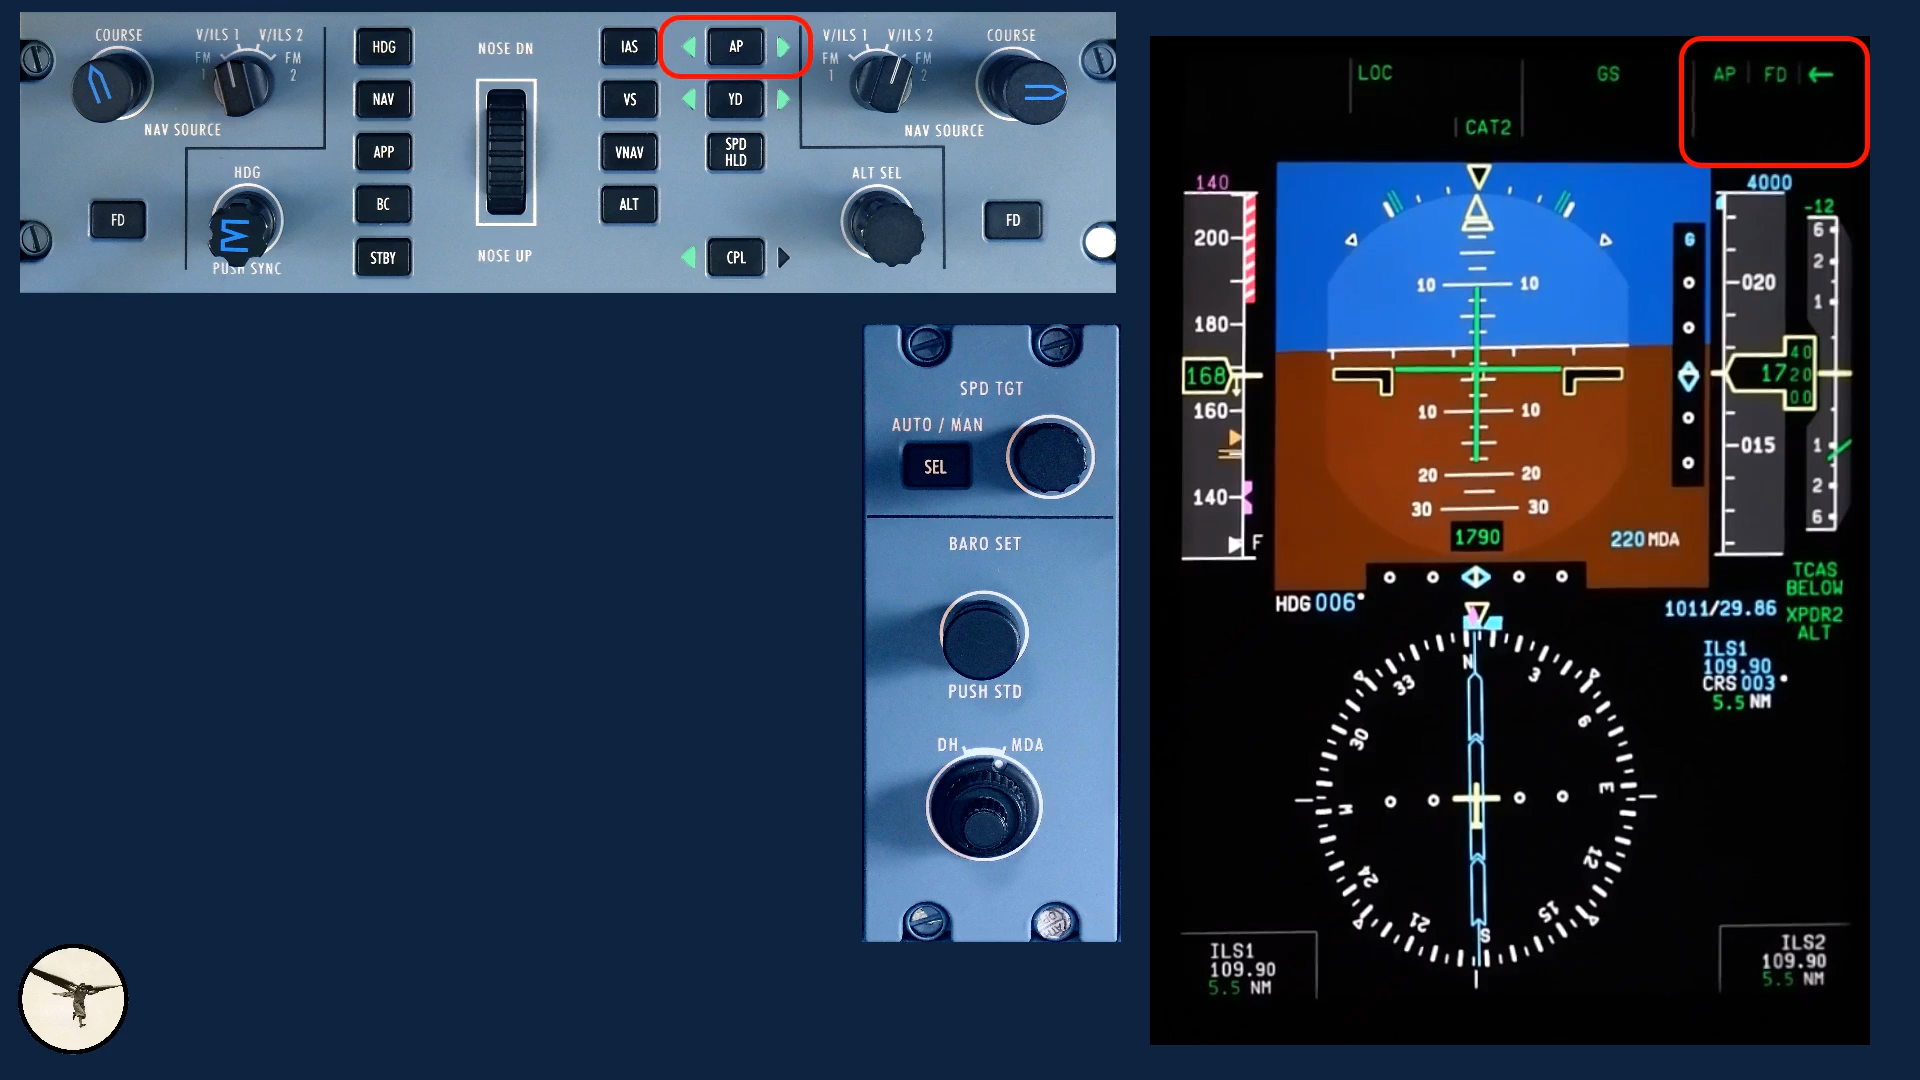 COURSE
V/ILS 1 V/ILS 2
FM 1
FM 2
NAV SOURCE
HDG
PUSH SYNC
FD
HDG
NAV
APP
BC
STBY
NOSE DN
NOSE UP
IAS
VS
VNAV
ALT
AP
YD
SPD
HLD
CPL
V/ILS 1 V/ILS 2
FM 1
FM 2
COURSE
NAV SOURCE
ALT SEL
FD
SPD TGT
AUTO / MAN
SEL
BARO SET
PUSH STD
DH MDA
LOC
GS
AP FD ←
CAT2
140
4000
-12
200
180
168
160
140
F
10 10
10 10
20 20
30 30
1790
220 MDA
G
020
17 40
20
00
015
6
2
1
1
2
6
TCAS
BELOW
XPDR2
ALT
HDG 006°
1011/29.86
ILS1
109.90
CRS 003°
5.5 NM
N
3
6
E
12
15
S
21
24
W
30
33
ILS1
109.90
5.5 NM
ILS2
109.90
5.5 NM